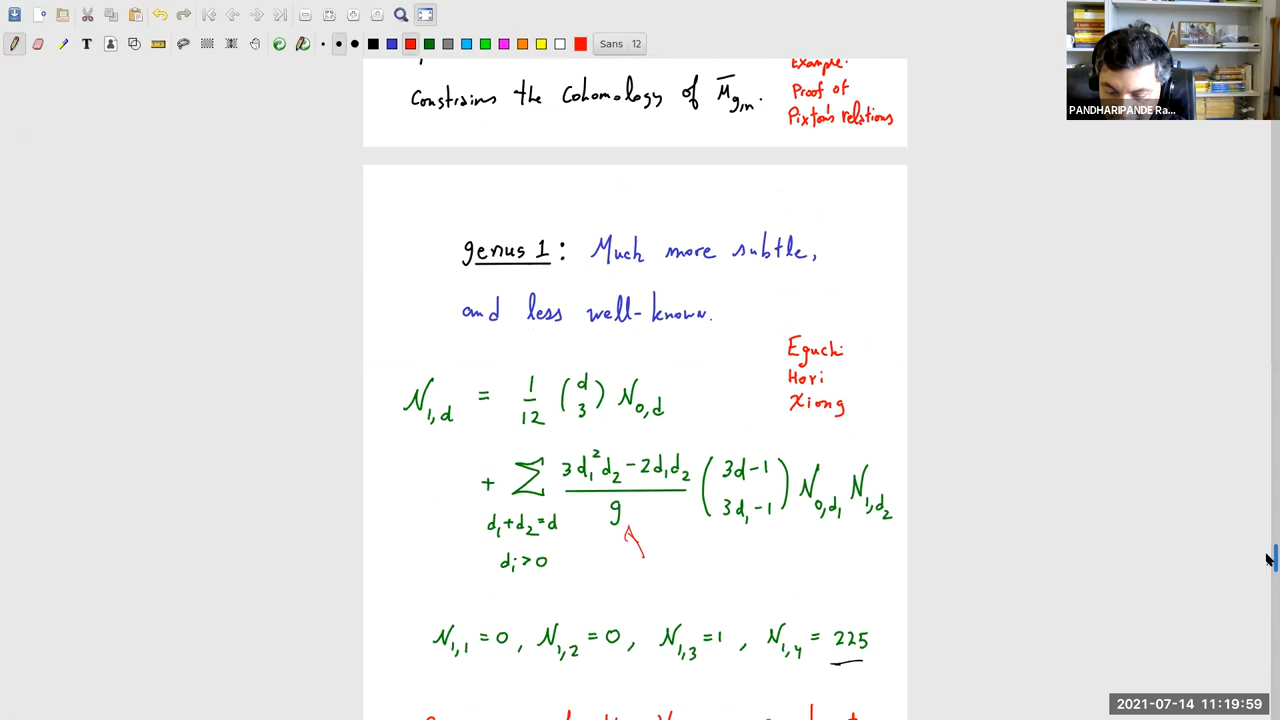 Sans 12
PANDHARIPANDE Ra...
Example:
Constrains the Cohomology of M̅g,n.
Proof of
Pixton's relations
genus 1: Much more subtle,
and less well-known.
Eguchi
Hori
Xiong
N₁,d = 1/12 (d 3) N₀,d
+ Σ d₁+d₂=d dᵢ>0 (3d₁²d₂ - 2d₁d₂)/9 (3d-1 3d₁-1) N₀,d₁ N₁,d₂
N₁,₁ = 0, N₁,₂ = 0, N₁,₃ = 1, N₁,₄ = 225
2021-07-14 11:19:59